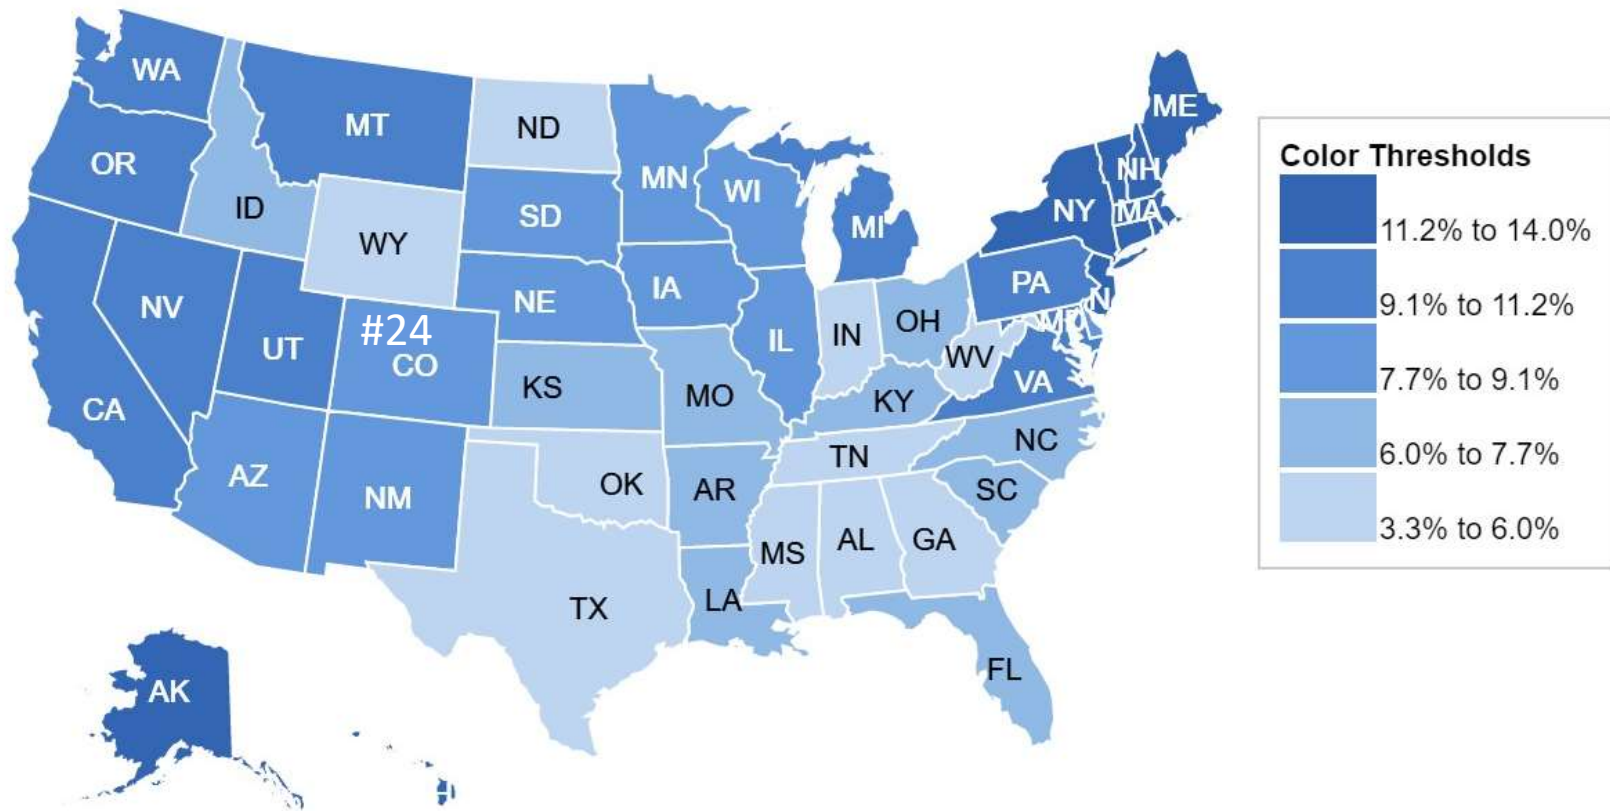 WA
MT
ND
ME
OR
MN
NH
ID
SD
WI
NY
MA
WY
MI
NV
NE
IA
PA
#24
UT
CO
IL
IN
OH
WV
CA
KS
MO
KY
VA
AZ
NM
OK
AR
TN
NC
SC
MS
AL
GA
TX
LA
FL
AK
Color Thresholds
11.2% to 14.0%
9.1% to 11.2%
7.7% to 9.1%
6.0% to 7.7%
3.3% to 6.0%